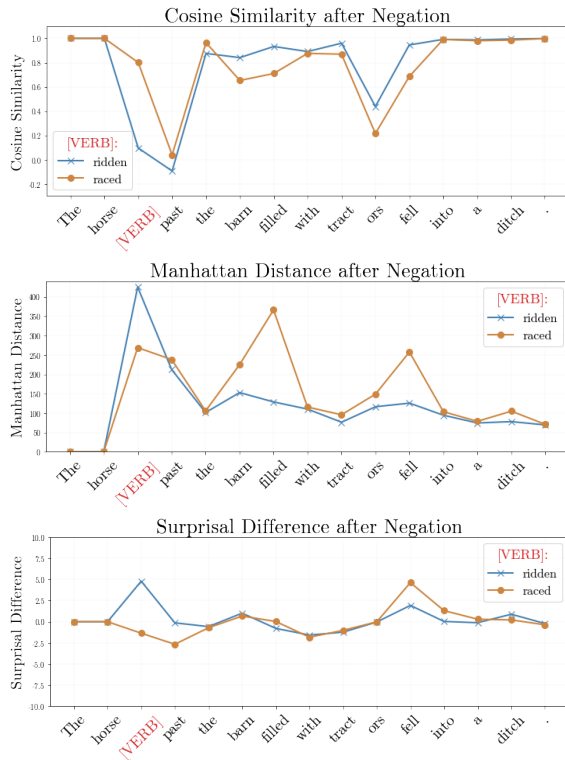 Cosine Similarity after Negation
Cosine Similarity
1.0
0.8
0.6
0.4
0.2
0.0
0.2
[VERB]:
ridden
raced
The horse [VERB] past the barn filled with tract ors fell into a ditch .
Manhattan Distance after Negation
Manhattan Distance
400
350
300
250
200
150
100
50
0
[VERB]:
ridden
raced
The horse [VERB] past the barn filled with tract ors fell into a ditch .
Surprisal Difference after Negation
Surprisal Difference
10.0
7.5
5.0
2.5
0.0
-2.5
-5.0
-7.5
-10.0
[VERB]:
ridden
raced
The horse [VERB] past the barn filled with tract ors fell into a ditch .